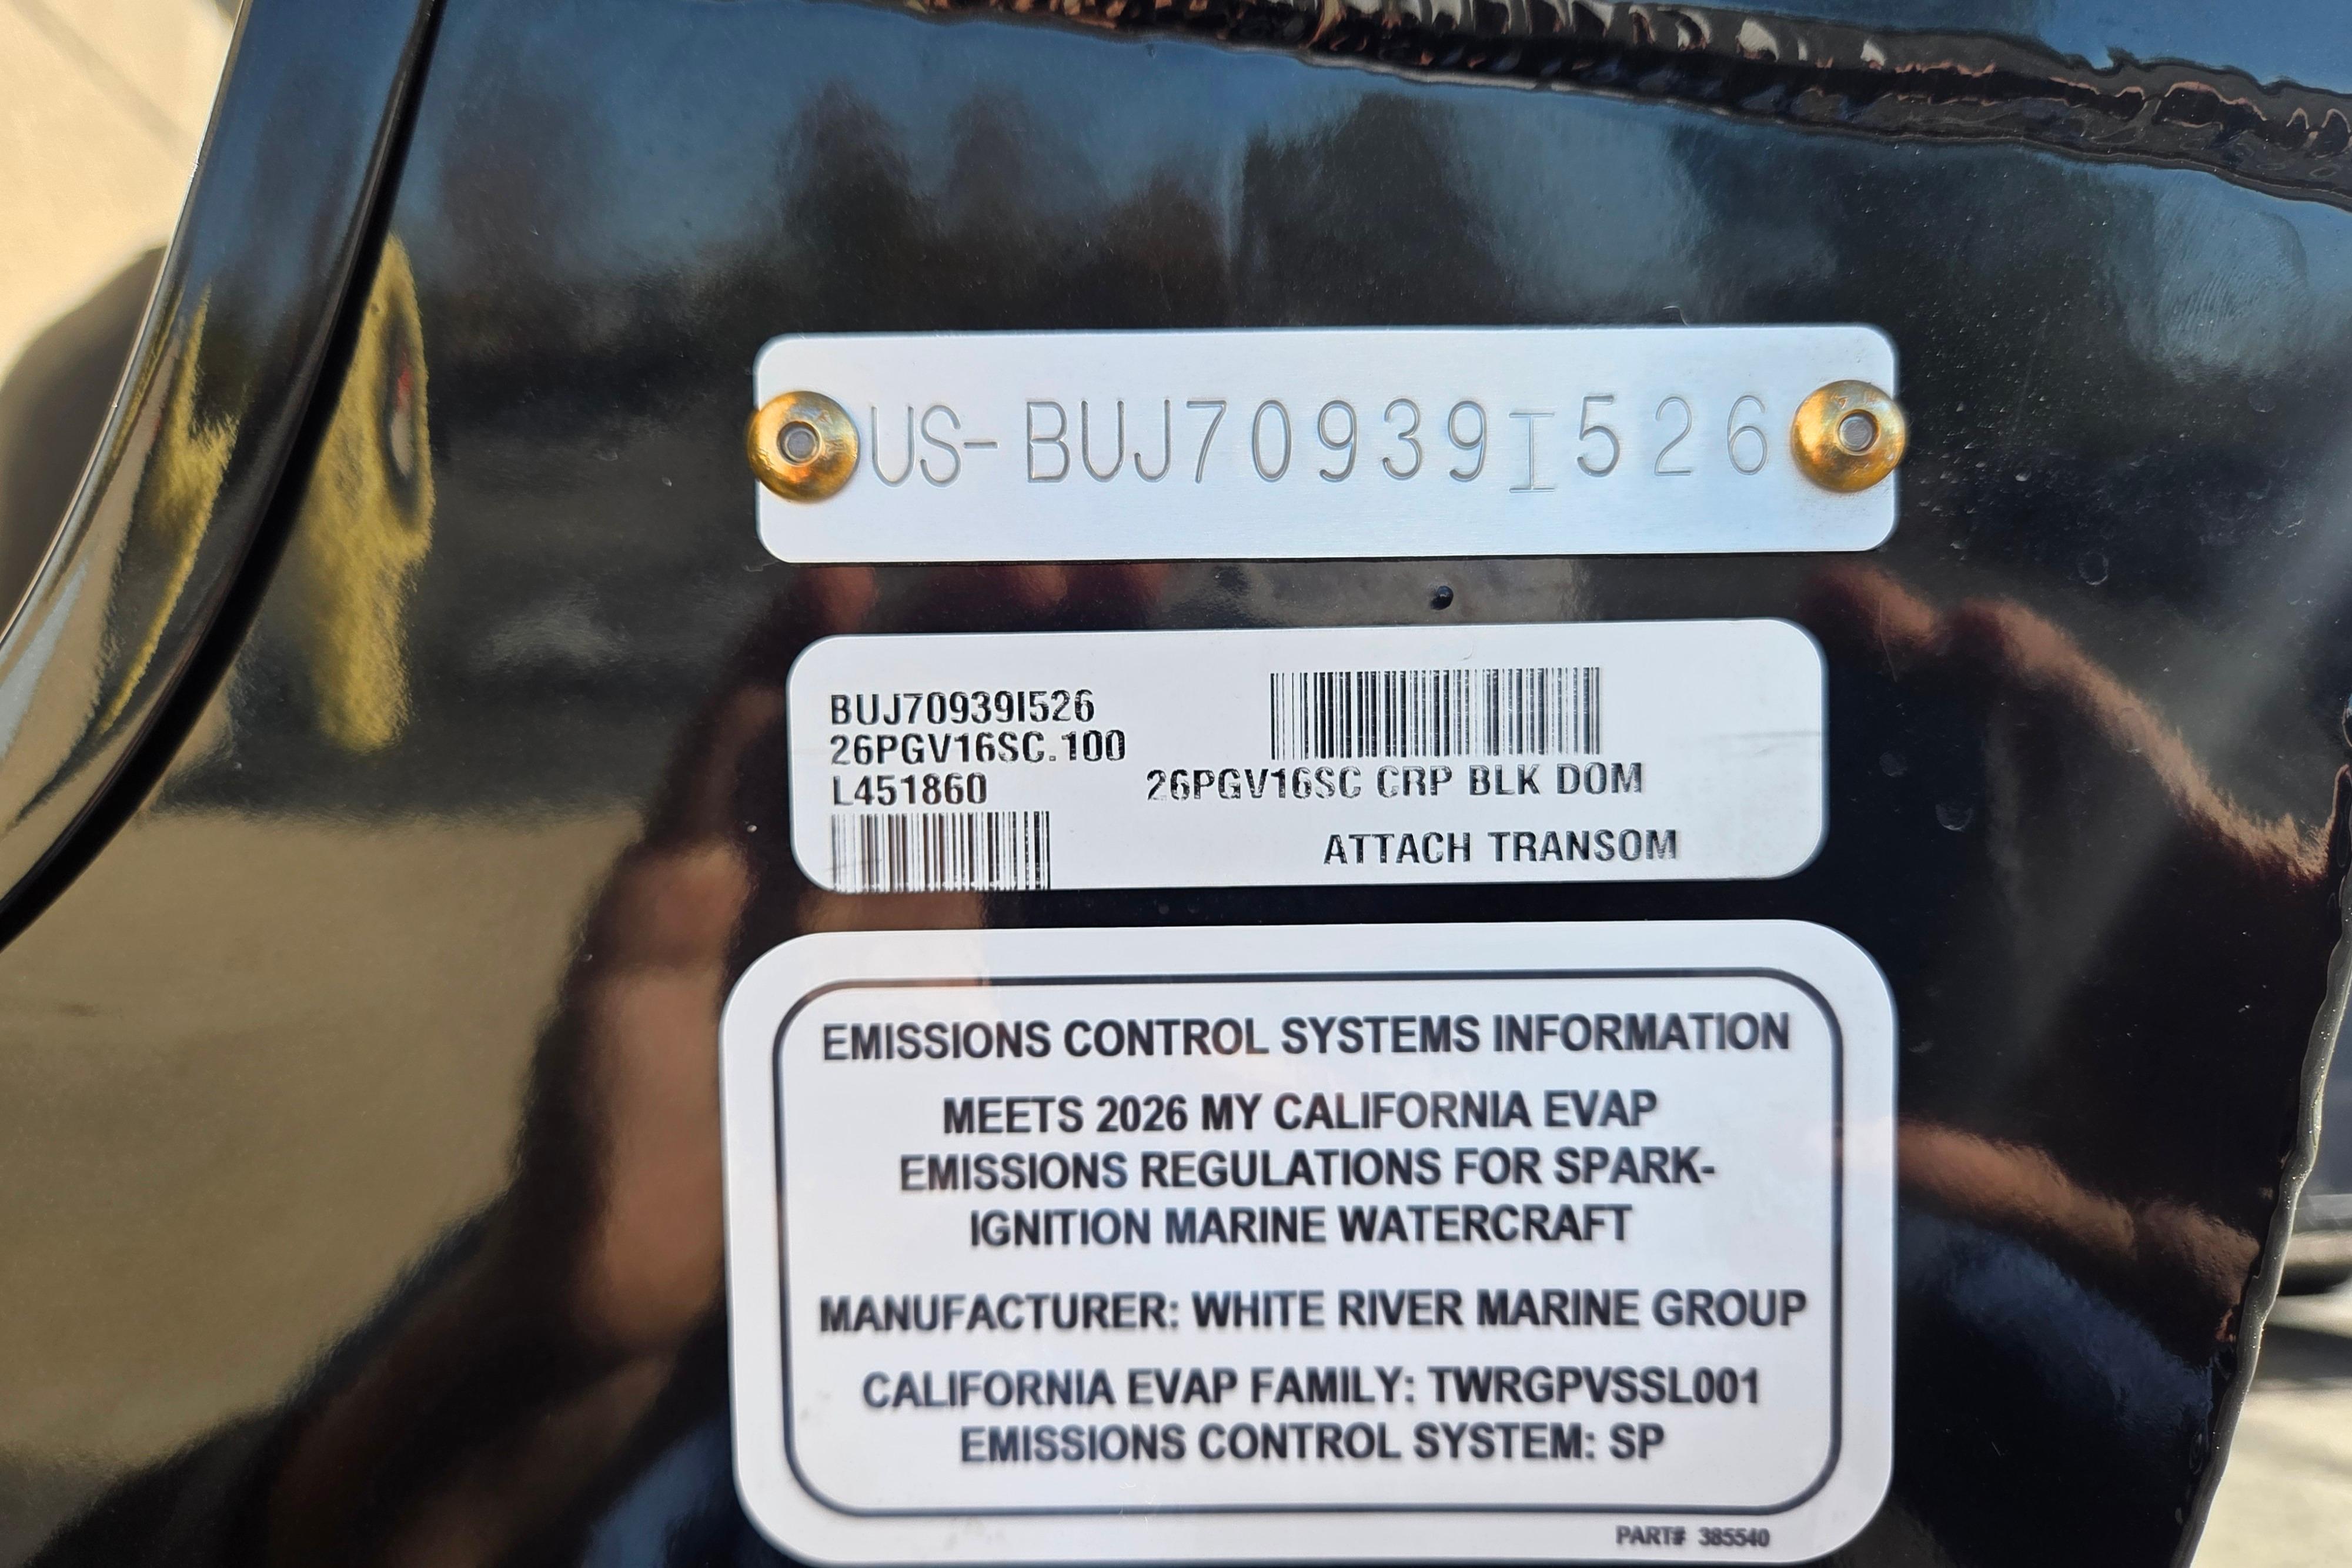 US-BUJ70939I526
BUJ70939I526
26PGV16SC.100
L451860
26PGV16SC CRP BLK DOM
ATTACH TRANSOM
EMISSIONS CONTROL SYSTEMS INFORMATION
MEETS 2026 MY CALIFORNIA EVAP
EMISSIONS REGULATIONS FOR SPARK-
IGNITION MARINE WATERCRAFT
MANUFACTURER: WHITE RIVER MARINE GROUP
CALIFORNIA EVAP FAMILY: TWRGPVSSL001
EMISSIONS CONTROL SYSTEM: SP
PART# 385540